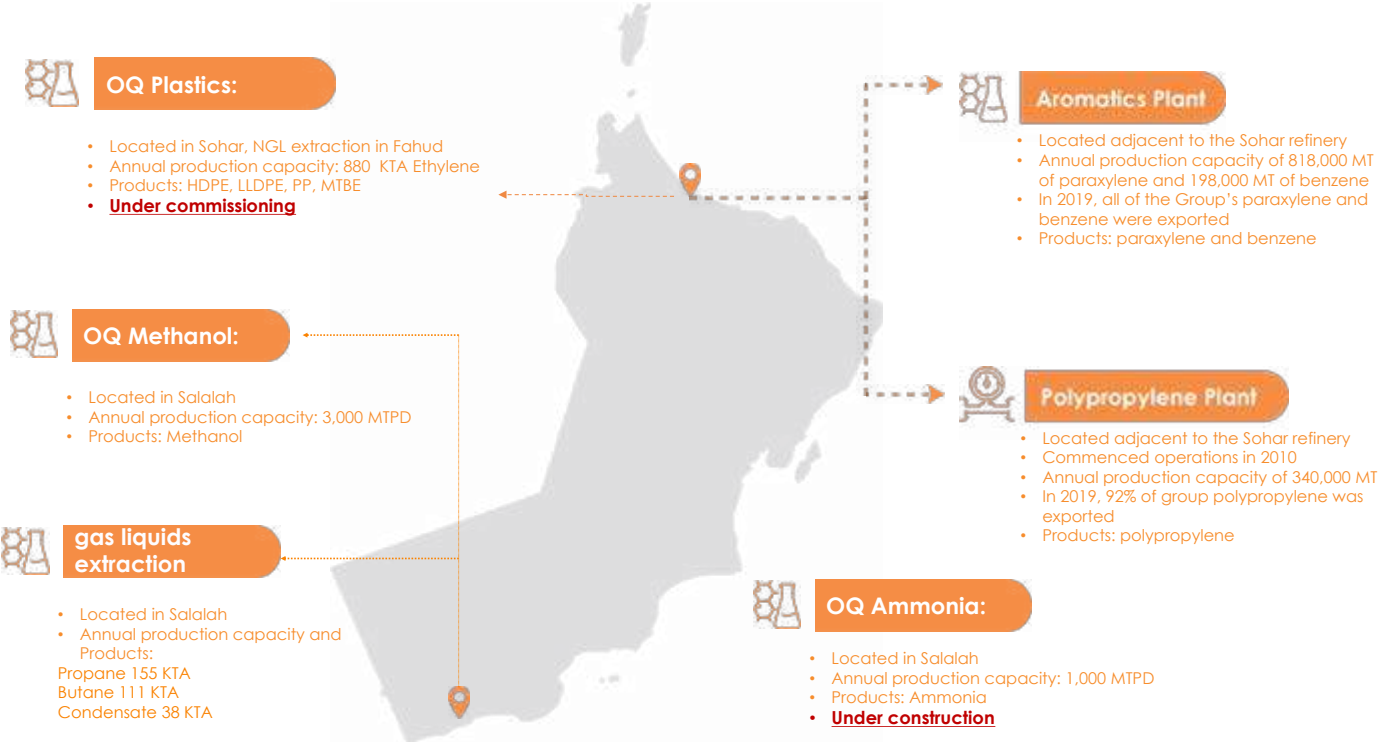 OQ Plastics:
• Located in Sohar, NGL extraction in Fahud
• Annual production capacity: 880 KTA Ethylene
• Products: HDPE, LLDPE, PP, MTBE
• Under commissioning
OQ Methanol:
• Located in Salalah
• Annual production capacity: 3,000 MTPD
• Products: Methanol
gas liquids
extraction
• Located in Salalah
• Annual production capacity and
Products:
Propane 155 KTA
Butane 111 KTA
Condensate 38 KTA
Aromatics Plant
• Located adjacent to the Sohar refinery
• Annual production capacity of 818,000 MT
of paraxylene and 198,000 MT of benzene
• In 2019, all of the Group's paraxylene and
benzene were exported
• Products: paraxylene and benzene
Polypropylene Plant
• Located adjacent to the Sohar refinery
• Commenced operations in 2010
• Annual production capacity of 340,000 MT
• In 2019, 92% of group polypropylene was
exported
• Products: polypropylene
OQ Ammonia:
• Located in Salalah
• Annual production capacity: 1,000 MTPD
• Products: Ammonia
• Under construction